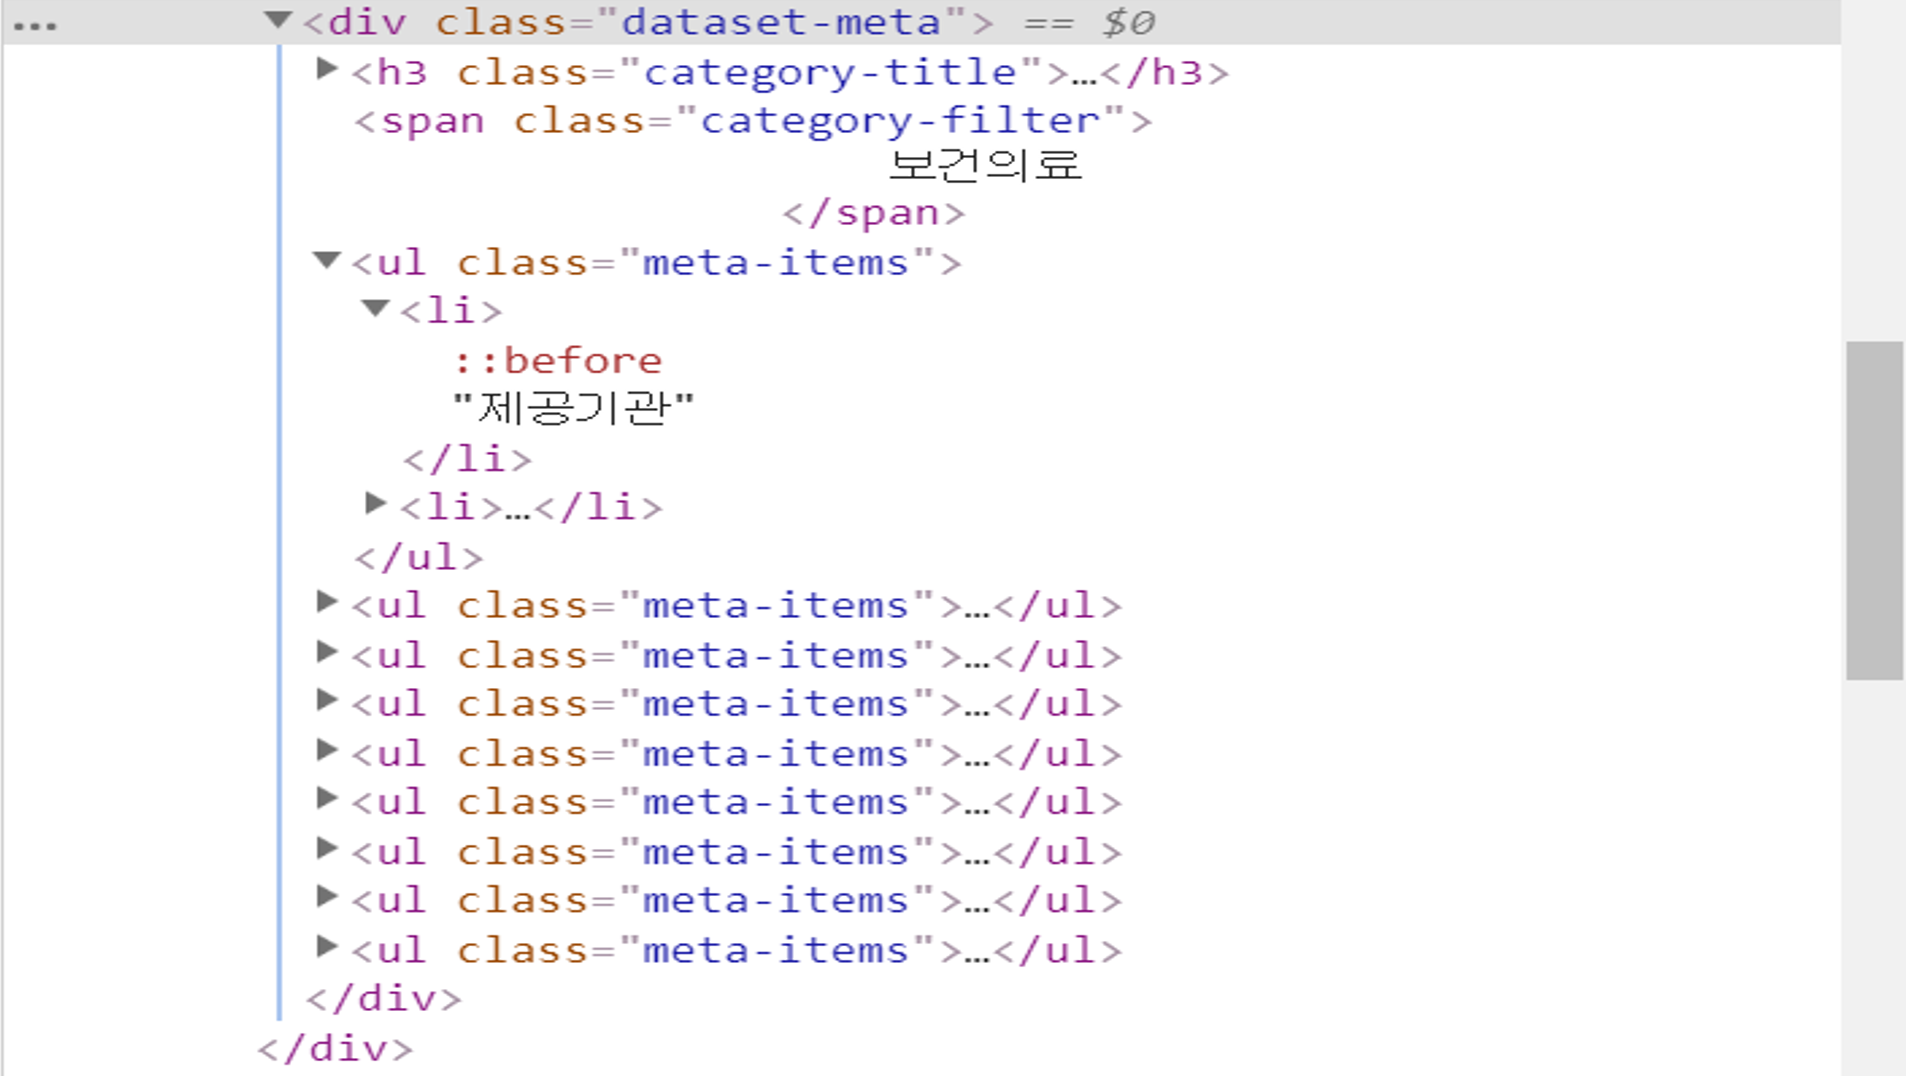 ... <div class="dataset-meta"> == $0
<h3 class="category-title">…</h3>
<span class="category-filter">
보건의료
</span>
<ul class="meta-items">
<li>
::before
"제공기관"
</li>
<li>…</li>
</ul>
<ul class="meta-items">…</ul>
<ul class="meta-items">…</ul>
<ul class="meta-items">…</ul>
<ul class="meta-items">…</ul>
<ul class="meta-items">…</ul>
<ul class="meta-items">…</ul>
<ul class="meta-items">…</ul>
<ul class="meta-items">…</ul>
</div>
</div>